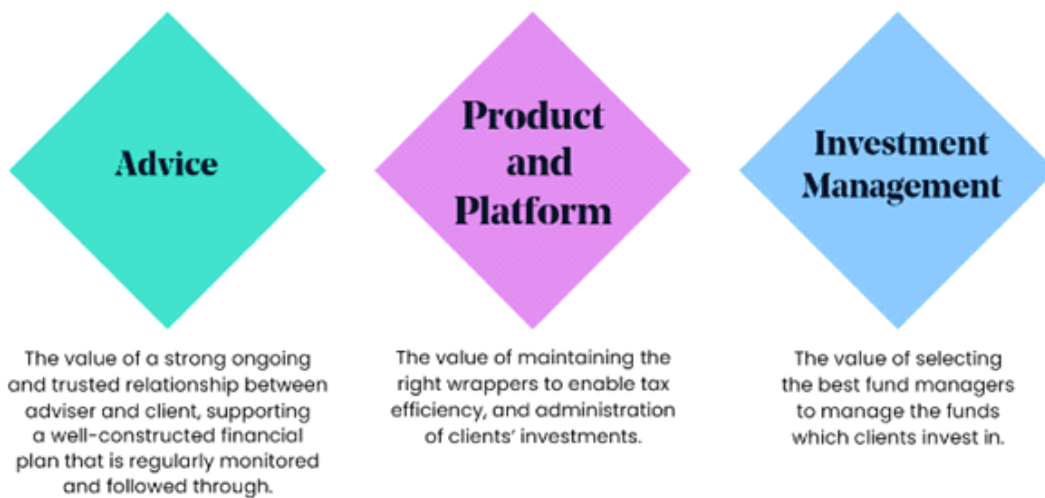 Advice
The value of a strong ongoing
and trusted relationship between
adviser and client, supporting
a well-constructed financial
plan that is regularly monitored
and followed through.
Product
and
Platform
The value of maintaining the
right wrappers to enable tax
efficiency, and administration
of clients’ investments.
Investment
Management
The value of selecting
the best fund managers
to manage the funds
which clients invest in.